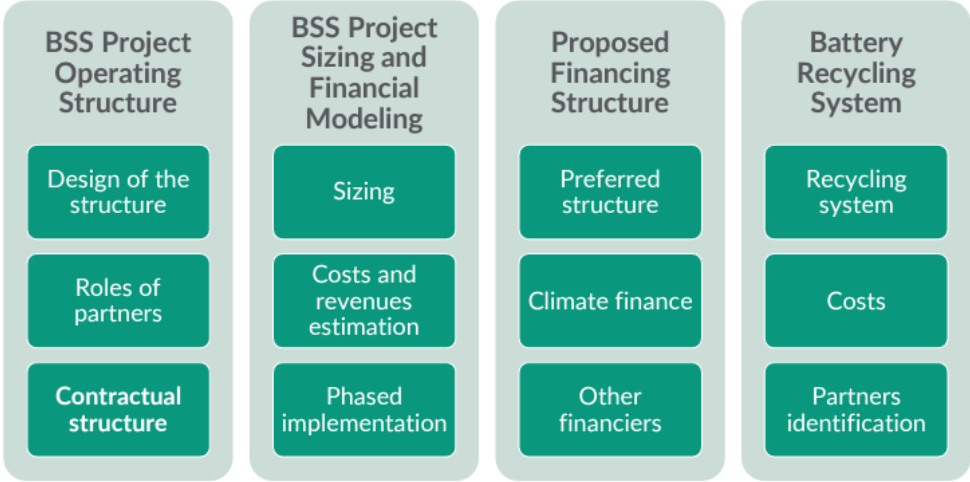 BSS Project
Operating
Structure
Design of the
structure
Roles of
partners
Contractual
structure
BSS Project
Sizing and
Financial
Modeling
Sizing
Costs and
revenues
estimation
Phased
implementation
Proposed
Financing
Structure
Preferred
structure
Climate finance
Other
financiers
Battery
Recycling
System
Recycling
system
Costs
Partners
identification